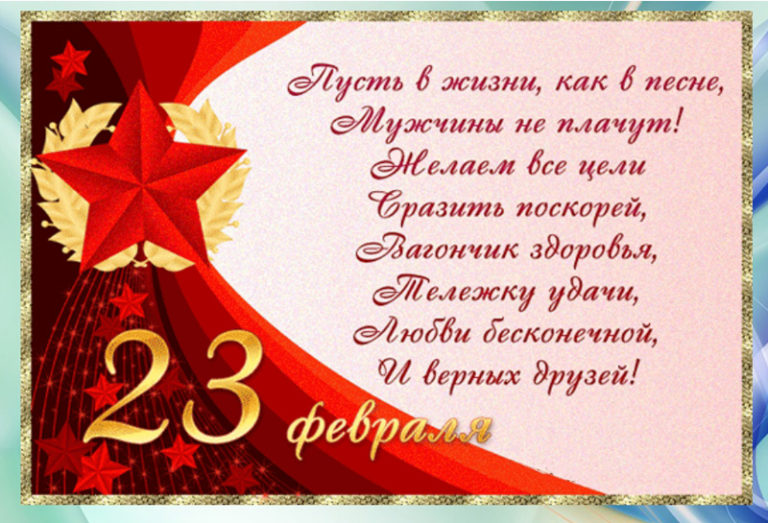 Пусть в жизни, как в песне,
Мужчины не плачут!
Желаем все цели
Сразить поскорей,
Вагончик здоровья,
Тележку удачи,
Любви бесконечной,
И верных друзей!
23 февраля